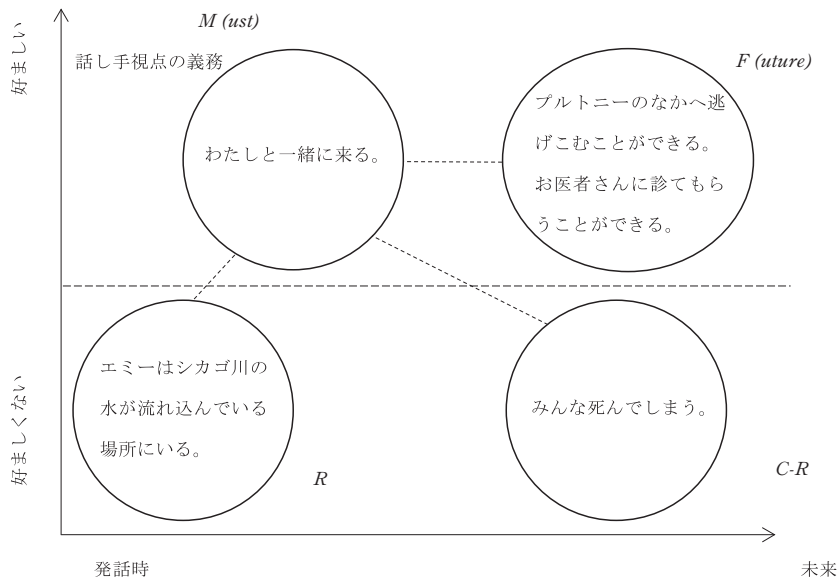 M (ust)
好ましい
話し手視点の義務
F (uture)
わたしと一緒に来る。
プルトニーのなかへ逃
げこむことができる。
お医者さんに診てもら
うことができる。
好ましくない
エミーはシカゴ川の
水が流れ込んでいる
場所にいる。
R
みんな死んでしまう。
C-R
発話時
未来